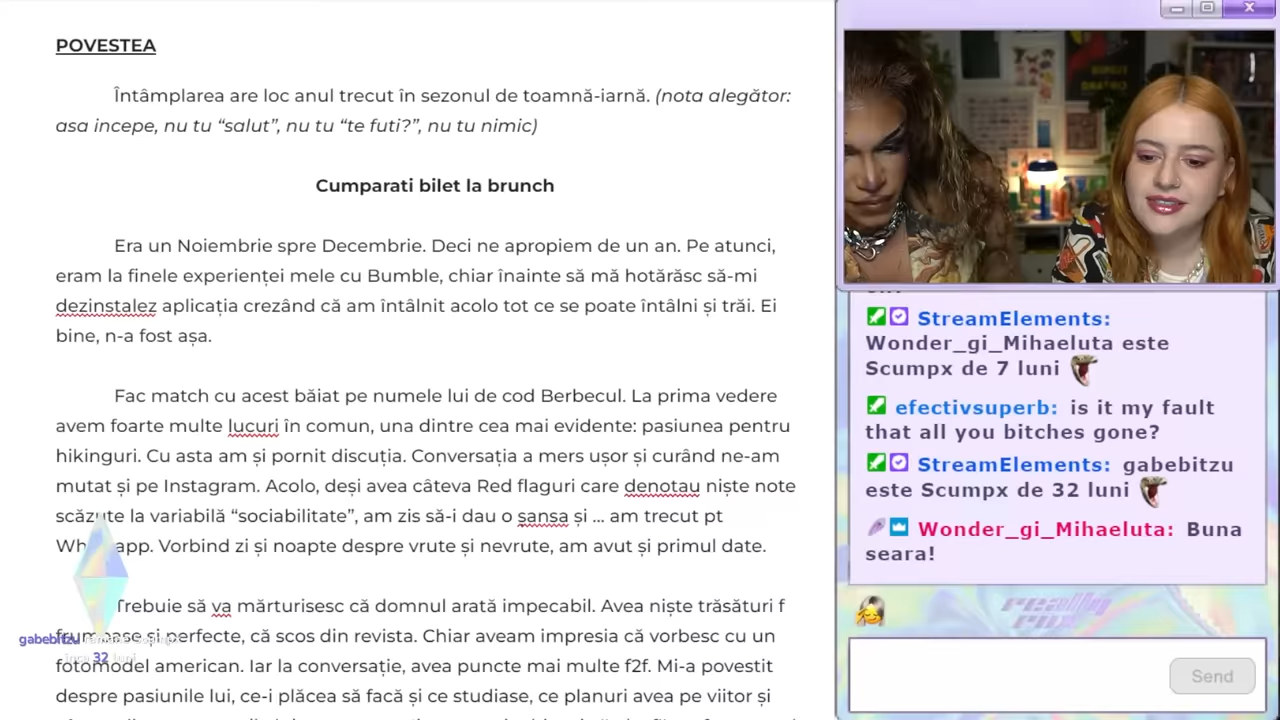 POVESTEA
Întâmplarea are loc anul trecut în sezonul de toamnă-iarnă. (nota alegător:
asa incepe, nu tu “salut”, nu tu “te futi?”, nu tu nimic)
Cumparati bilet la brunch
Era un Noiembrie spre Decembrie. Deci ne apropiem de un an. Pe atunci,
eram la finele experienței mele cu Bumble, chiar înainte să mă hotărăsc să-mi
dezinstalez aplicația crezând că am întâlnit acolo tot ce se poate întâlni și trăi. Ei
bine, n-a fost așa.
Fac match cu acest băiat pe numele lui de cod Berbecul. La prima vedere
avem foarte multe lucuri în comun, una dintre cea mai evidente: pasiunea pentru
hikinguri. Cu asta am și pornit discuția. Conversația a mers ușor și curând ne-am
mutat și pe Instagram. Acolo, deși avea câteva Red flaguri care denotau niște note
scăzute la variabilă “sociabilitate”, am zis să-i dau o șansa și ... am trecut pt
. Vorbind zi și noapte despre vrute și nevrute, am avut și primul date.
Trebuie să va mărturisesc că domnul arată impecabil. Avea niște trăsături f
și perfecte, că scos din revista. Chiar aveam impresia că vorbesc cu un
fotomodel american. Iar la conversație, avea puncte mai multe f2f. Mi-a povestit
despre pasiunile lui, ce-i plăcea să facă și ce studiase, ce planuri avea pe viitor și
gabebitzu
32 luni
StreamElements:
Wonder_gi_Mihaeluta este
Scumpx de 7 luni
efectivsuperb: is it my fault
that all you bitches gone?
StreamElements: gabebitzu
este Scumpx de 32 luni
Wonder_gi_Mihaeluta: Buna
seara!
really
rux
Send